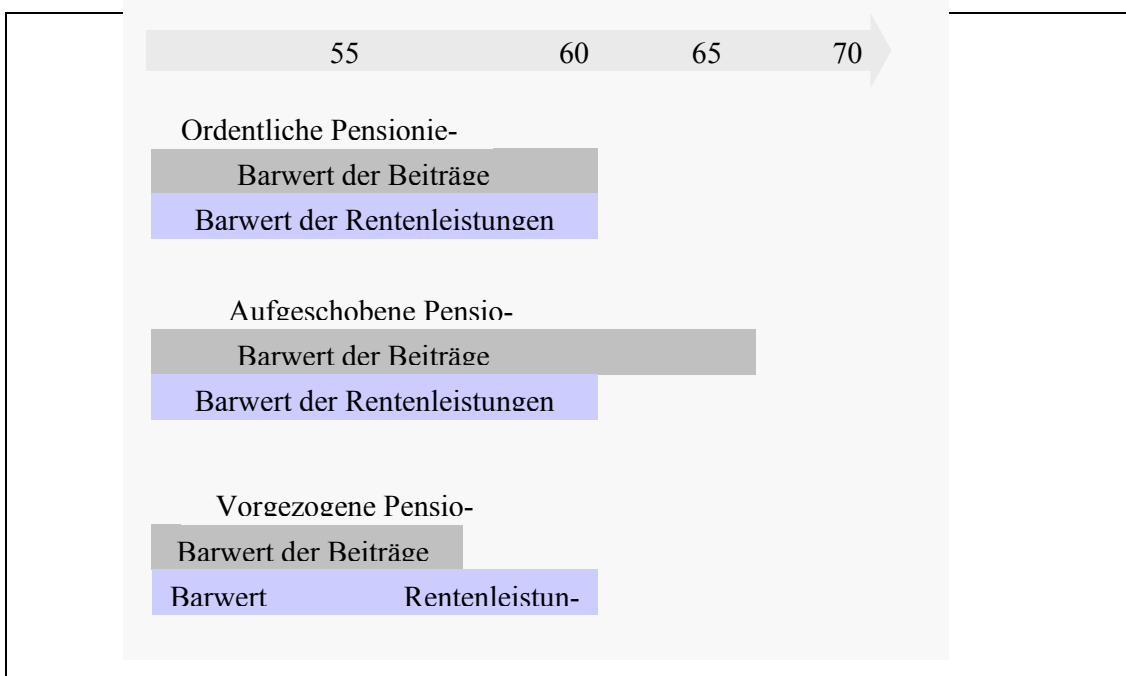 55 60 65 70
Ordentliche Pensionie-
Barwert der Beiträge
Barwert der Rentenleistungen
Aufgeschobene Pensio-
Barwert der Beiträge
Barwert der Rentenleistungen
Vorgezogene Pensio-
Barwert der Beiträge
Barwert Rentenleistun-